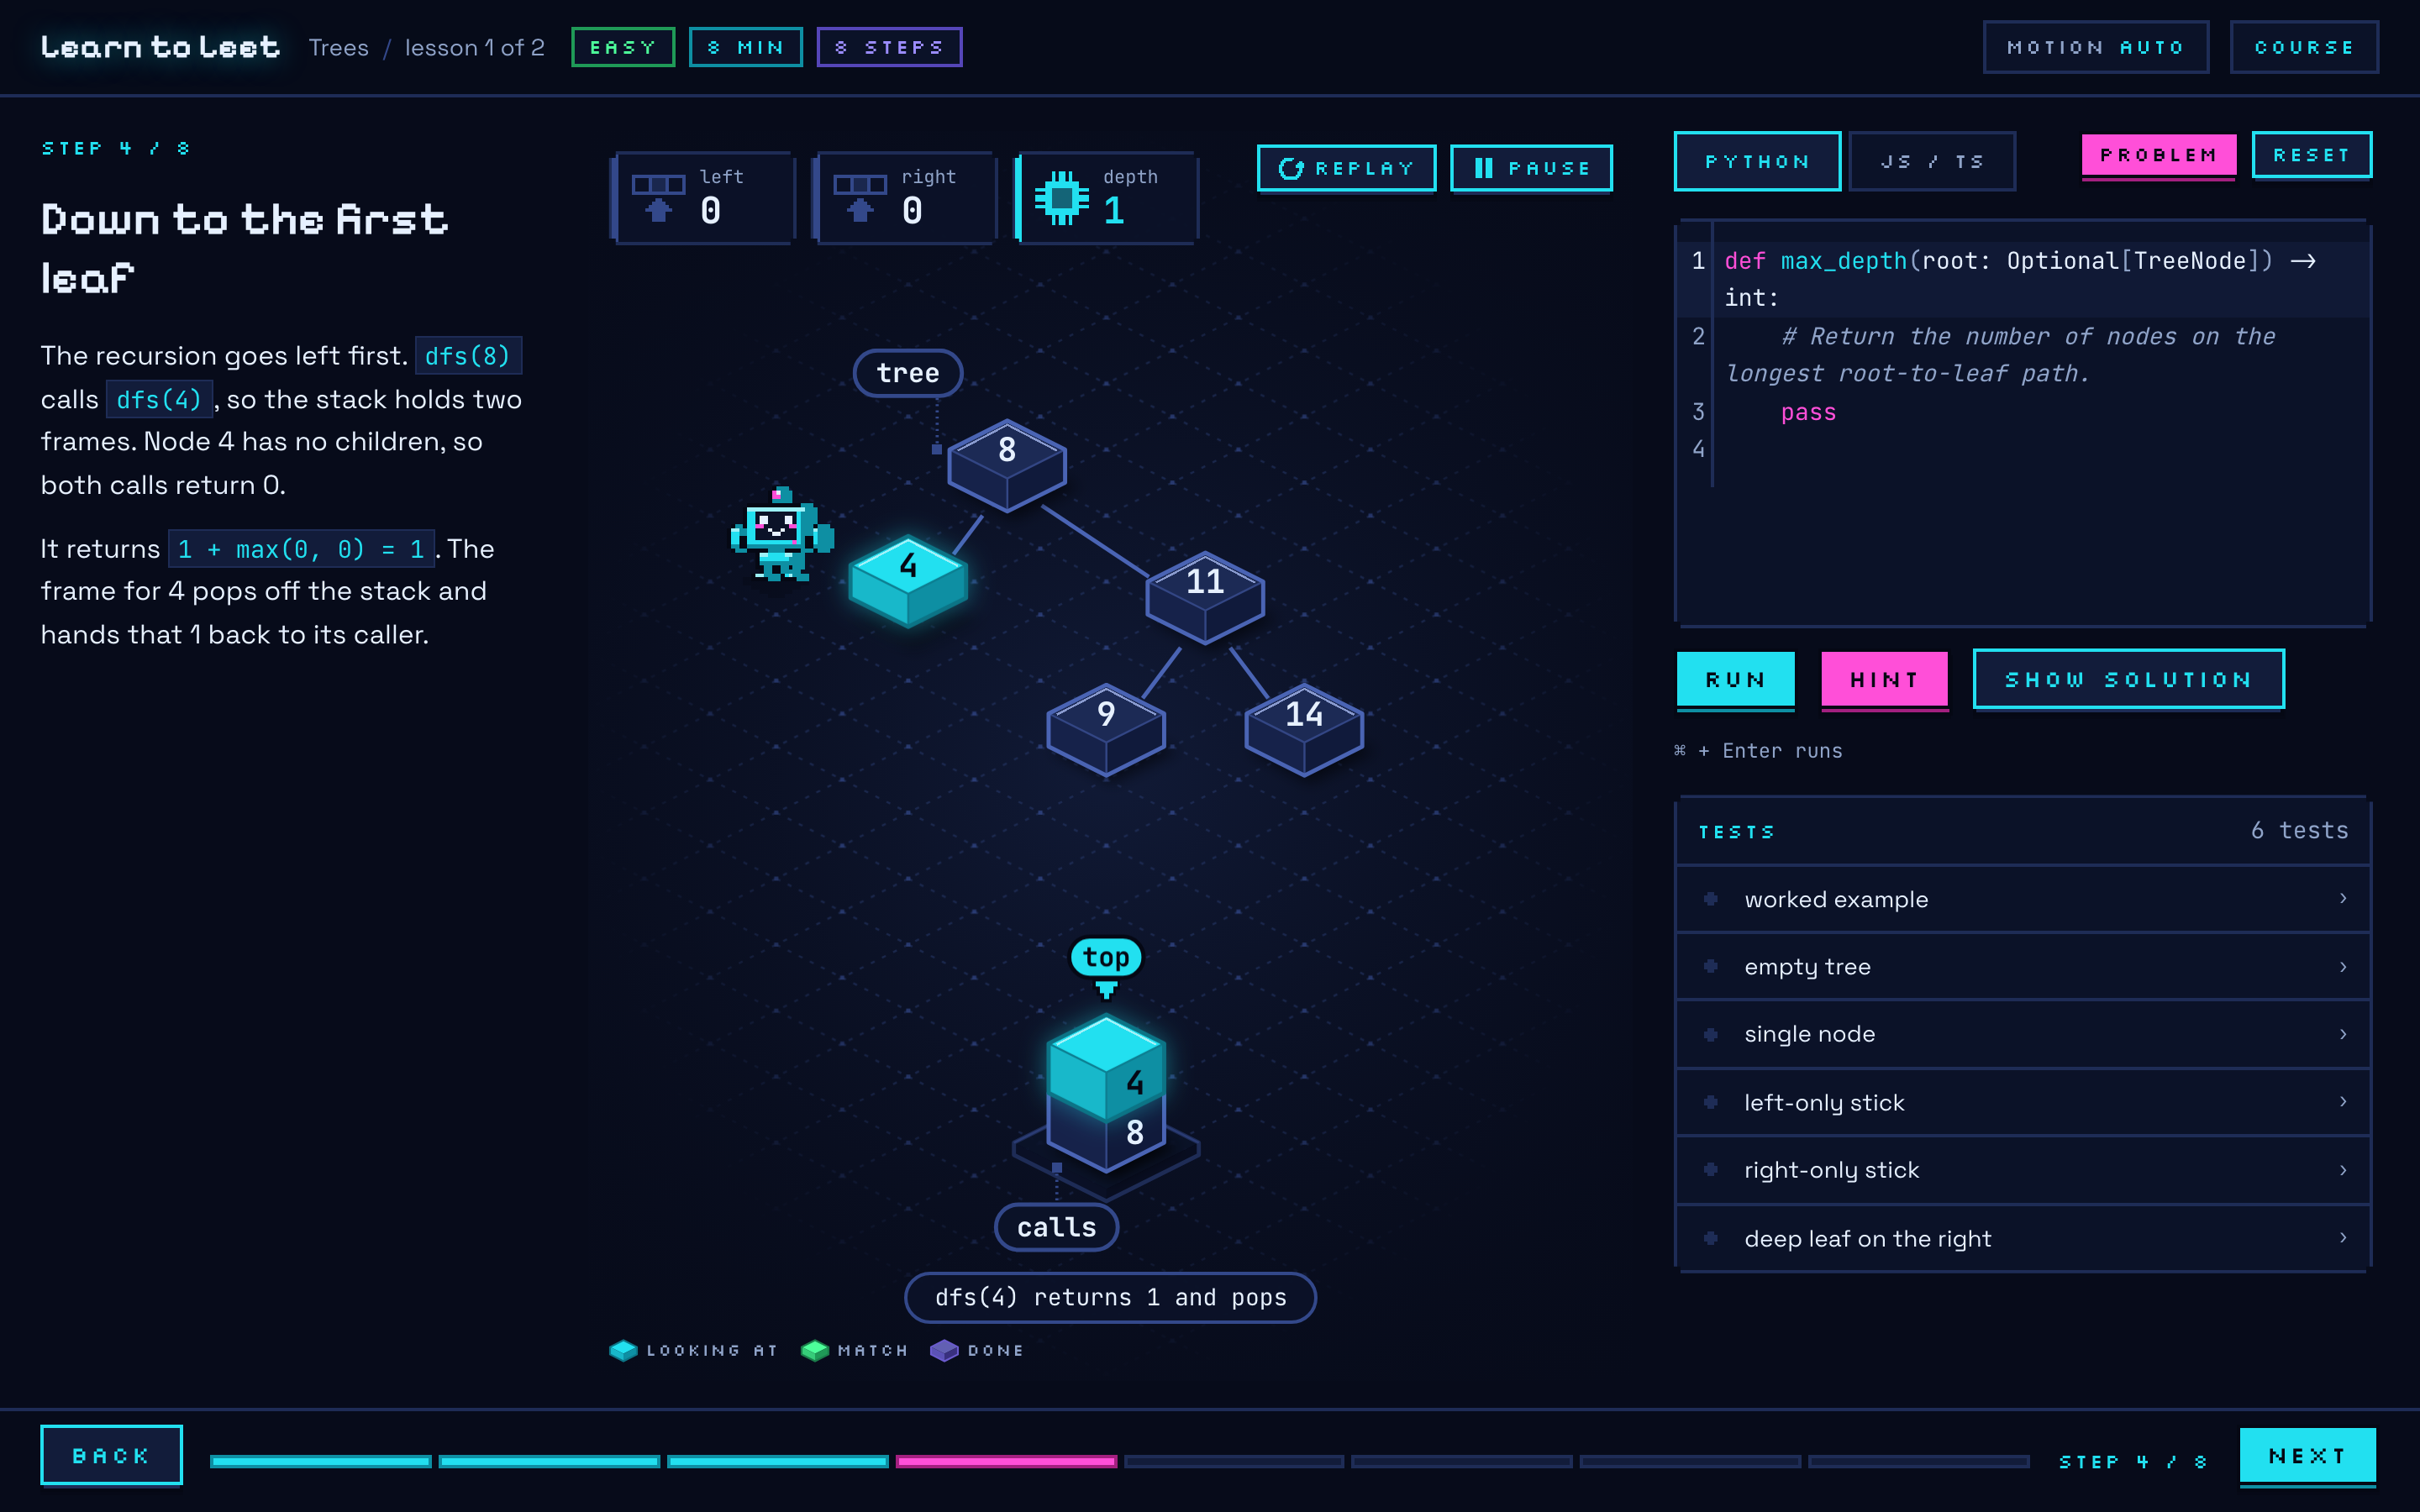 Learn to Leet
Trees / lesson 1 of 2
EASY
8 MIN
8 STEPS
MOTION AUTO
COURSE
STEP 4 / 8
Down to the first
leaf
The recursion goes left first. dfs(8)
calls dfs(4), so the stack holds two
frames. Node 4 has no children, so
both calls return 0.
It returns 1 + max(0, 0) = 1. The
frame for 4 pops off the stack and
hands that 1 back to its caller.
left
0
right
0
depth
1
REPLAY
PAUSE
tree
8
4
11
9
14
top
4
8
calls
dfs(4) returns 1 and pops
LOOKING AT
MATCH
DONE
PYTHON
JS / TS
PROBLEM
RESET
1 def max_depth(root: Optional[TreeNode]) ->
int:
2 # Return the number of nodes on the
longest root-to-leaf path.
3 pass
4
RUN
HINT
SHOW SOLUTION
⌘ + Enter runs
TESTS
6 tests
worked example
empty tree
single node
left-only stick
right-only stick
deep leaf on the right
BACK
STEP 4 / 8
NEXT